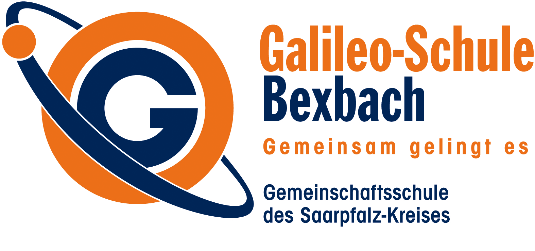 G
Galileo-Schule
Bexbach
Gemeinsam gelingt es
Gemeinschaftsschule
des Saarpfalz-Kreises